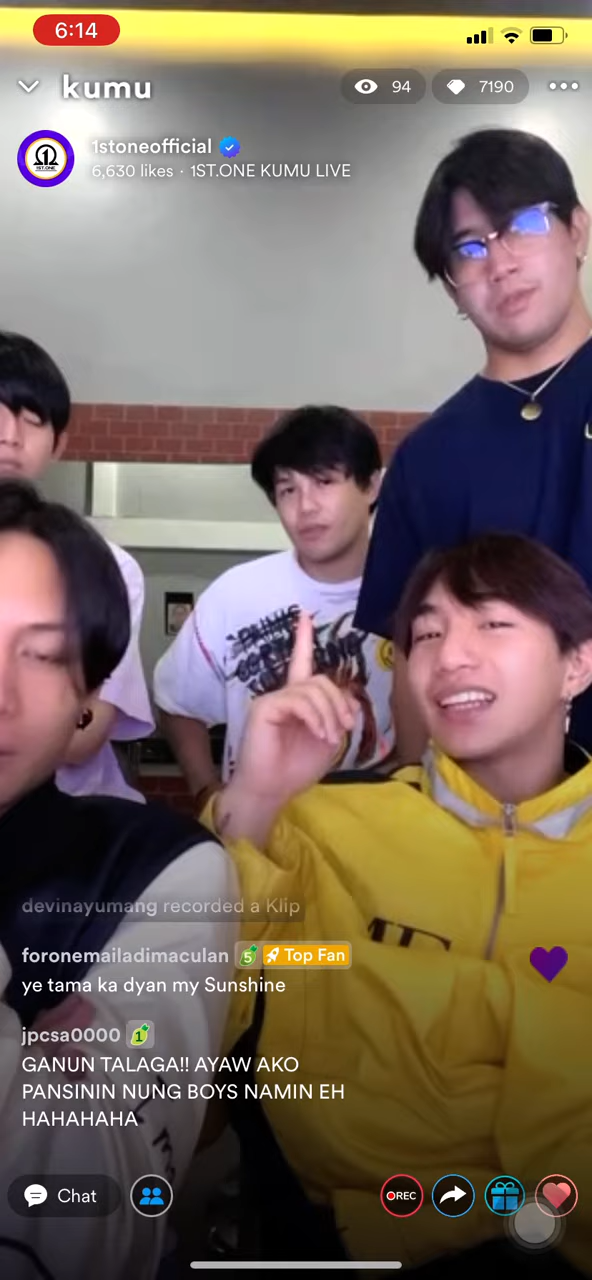 6:14
kumu
94
7190
1stoneofficial
6,630 likes · 1ST.ONE KUMU LIVE
1ST.ONE
devinayumang recorded a Klip
foronemailadimaculan 5 Top Fan
ye tama ka dyan my Sunshine
jpcsa0000 1
GANUN TALAGA!! AYAW AKO
PANSININ NUNG BOYS NAMIN EH
HAHAHAHA
Chat
REC